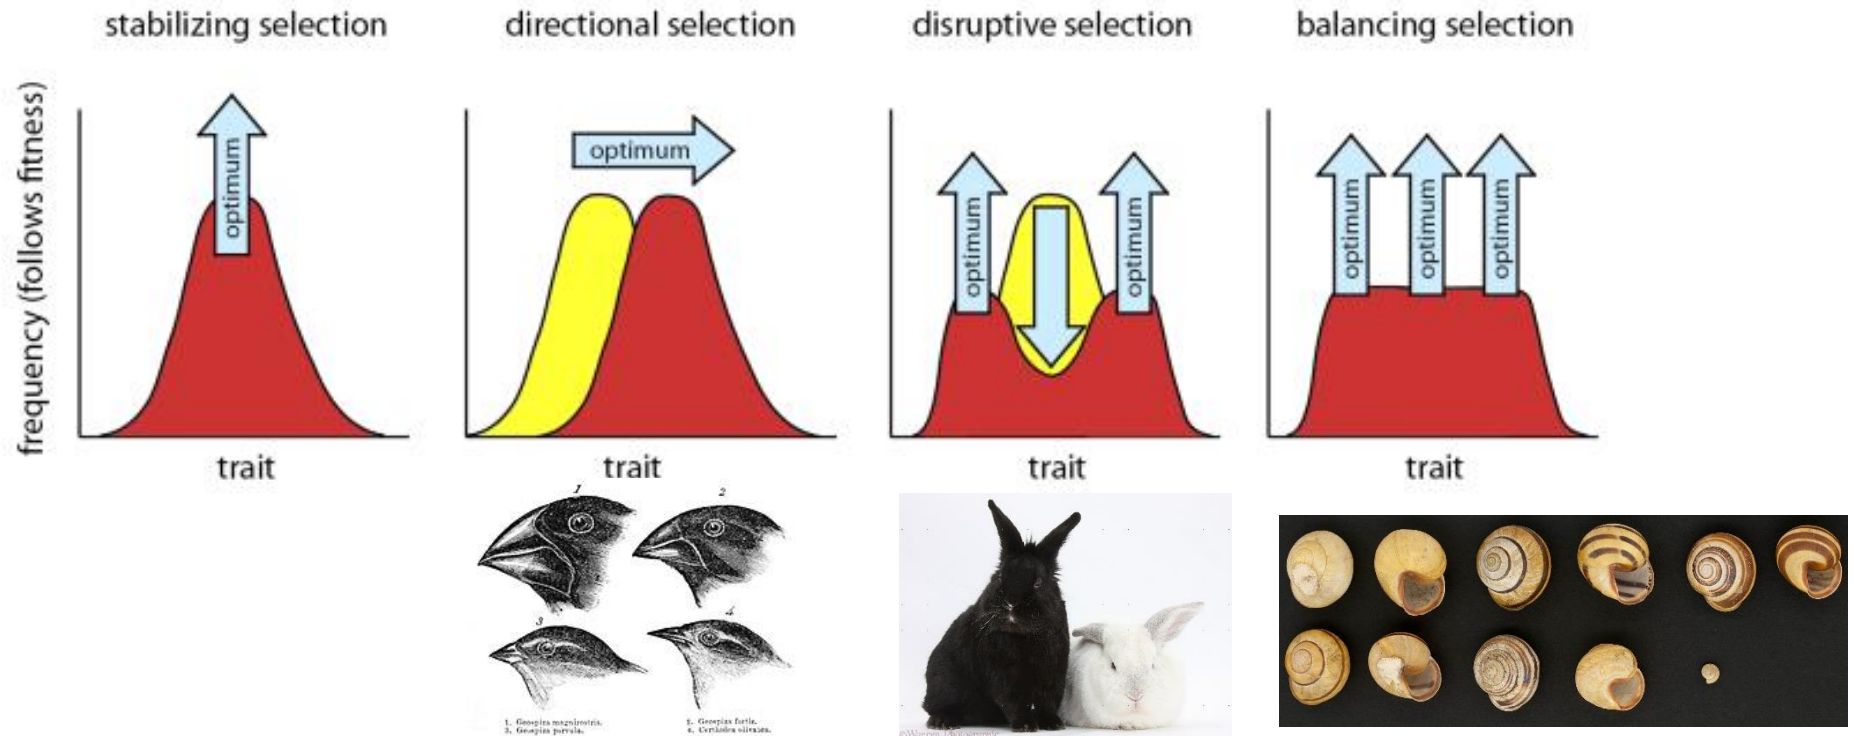 stabilizing selection
directional selection
disruptive selection
balancing selection
frequency (follows fitness)
optimum
optimum
optimum
optimum
optimum
optimum
optimum
trait
trait
trait
trait
1
2
3
4
1. Geospiza magnirostris.
2. Geospiza fortis.
3. Geospiza parvula.
4. Certhidea olivacea.